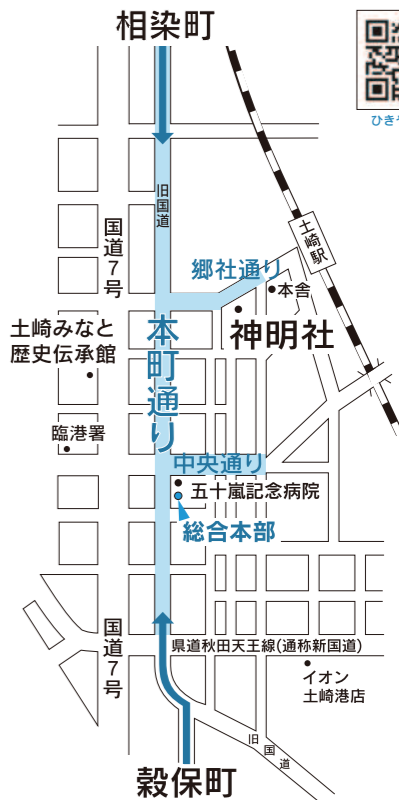 相染町
ひきや
旧国道
国道7号
土崎駅
郷社通り
本舎
神明社
土崎みなと
歴史伝承館
本町通り
臨港署
中央通り
五十嵐記念病院
総合本部
国道7号
県道秋田天王線(通称新国道)
イオン
土崎港店
旧国道
穀保町